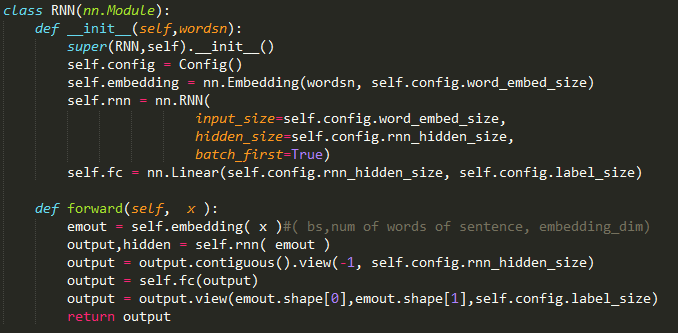 class RNN(nn.Module):
    def __init__(self,wordsn):
        super(RNN,self).__init__()
        self.config = Config()
        self.embedding = nn.Embedding(wordsn, self.config.word_embed_size)
        self.rnn = nn.RNN(
                        input_size=self.config.word_embed_size,
                        hidden_size=self.config.rnn_hidden_size,
                        batch_first=True)
        self.fc = nn.Linear(self.config.rnn_hidden_size, self.config.label_size)

    def forward(self,  x ):
        emout = self.embedding( x )#( bs,num of words of sentence, embedding_dim)
        output,hidden = self.rnn( emout )
        output = output.contiguous().view(-1, self.config.rnn_hidden_size)
        output = self.fc(output)
        output = output.view(emout.shape[0],emout.shape[1],self.config.label_size)
        return output